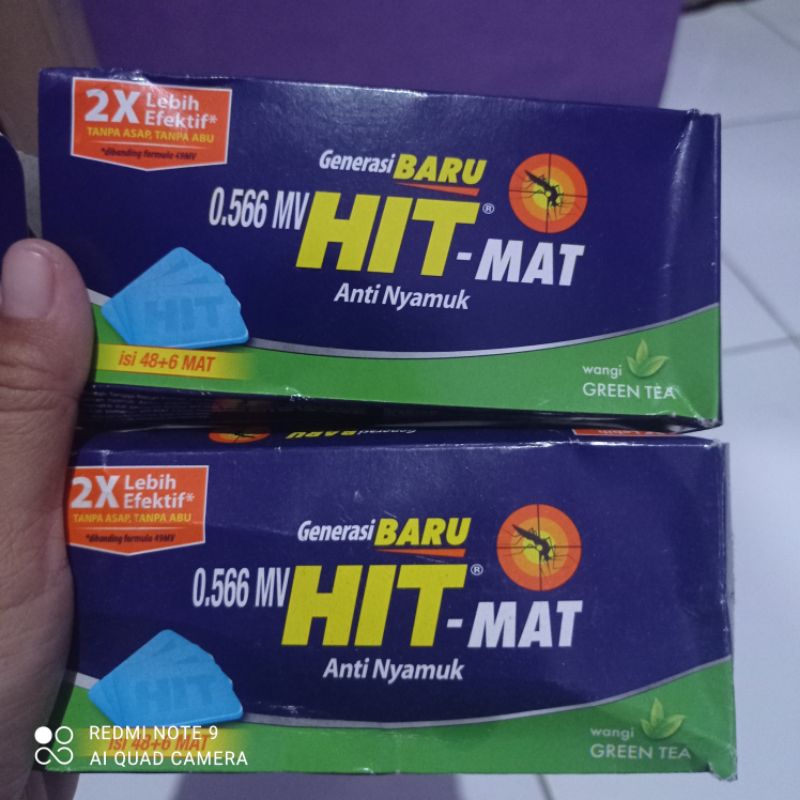 2X Lebih
Efektif*
TANPA ASAP, TANPA ABU
*dibanding formula 49MV
Generasi BARU
0.566 MV HIT®-MAT
Anti Nyamuk
HIT
isi 48+6 MAT
wangi
GREEN TEA
BARU
2X Lebih
Efektif*
TANPA ASAP, TANPA ABU
*dibanding formula 49MV
Generasi BARU
0.566 MV HIT®-MAT
Anti Nyamuk
HIT
isi 48+6 MAT
wangi
GREEN TEA
REDMI NOTE 9
AI QUAD CAMERA